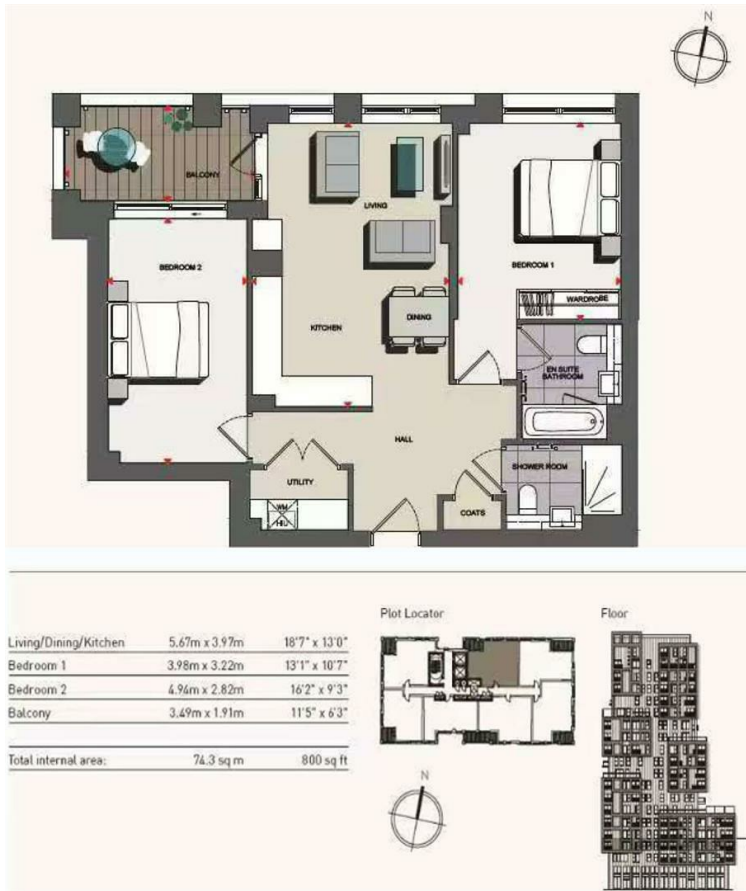 N
BALCONY
LIVING
BEDROOM 2
BEDROOM 1
WARDROBE
DINING
KITCHEN
EN SUITE
BATHROOM
HALL
SHOWER ROOM
UTILITY
WM
HIU
COATS
Plot Locator
Floor
Living/Dining/Kitchen 5.67m x 3.97m 18'7" x 13'0"
Bedroom 1 3.98m x 3.22m 13'1" x 10'7"
Bedroom 2 4.94m x 2.82m 16'2" x 9'3"
Balcony 3.49m x 1.91m 11'5" x 6'3"
Total internal area: 74.3 sq m 800 sq ft
N